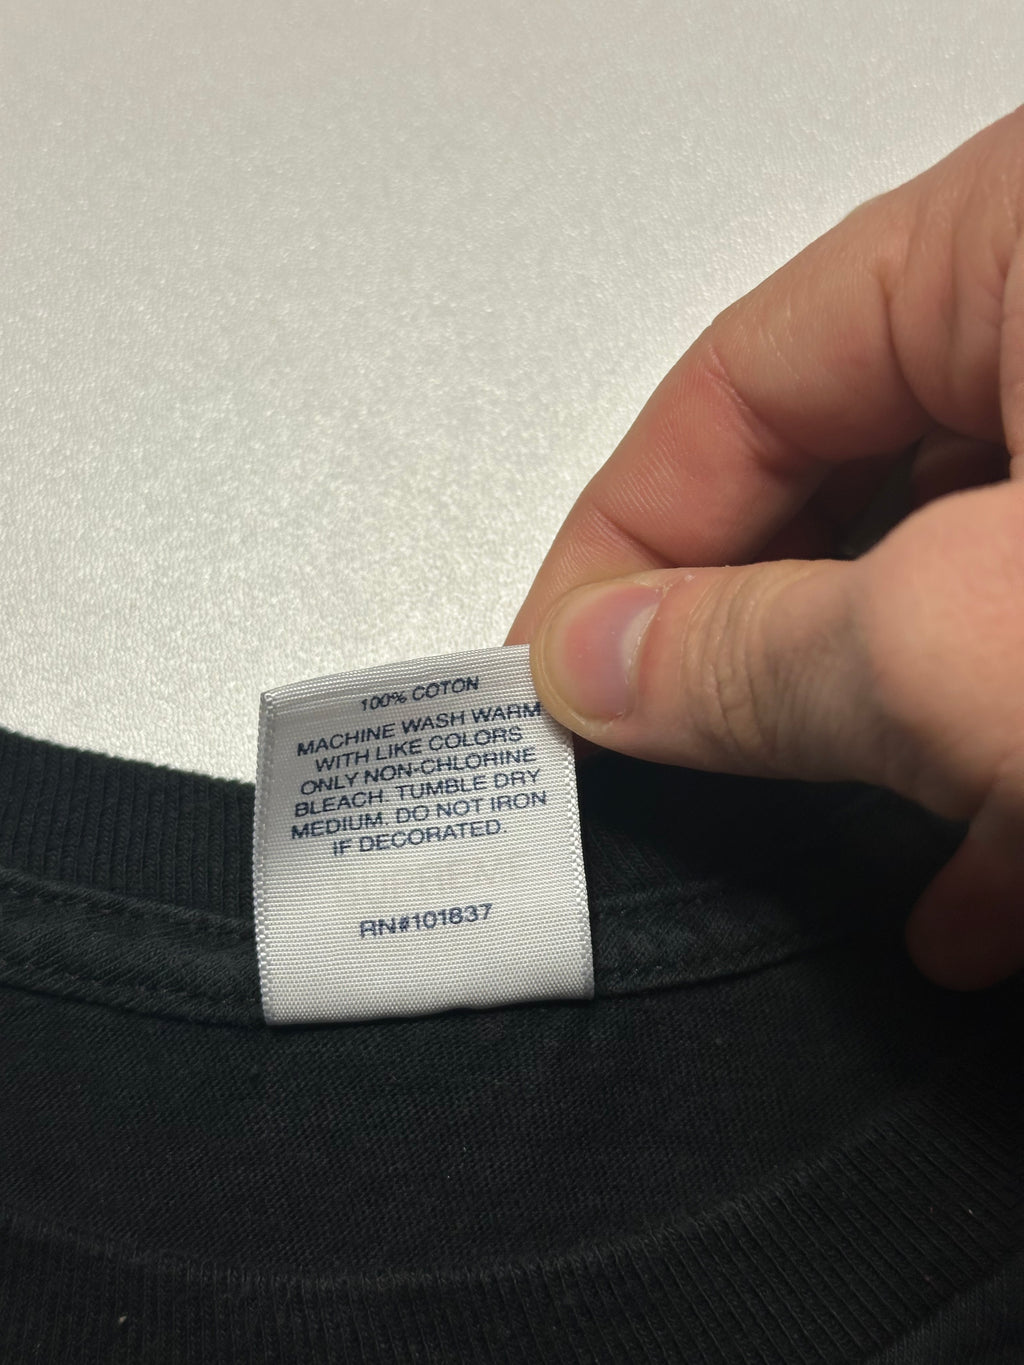 100% COTON
MACHINE WASH WARM
WITH LIKE COLORS
ONLY NON-CHLORINE
BLEACH. TUMBLE DRY
MEDIUM. DO NOT IRON
IF DECORATED.
RN#101837